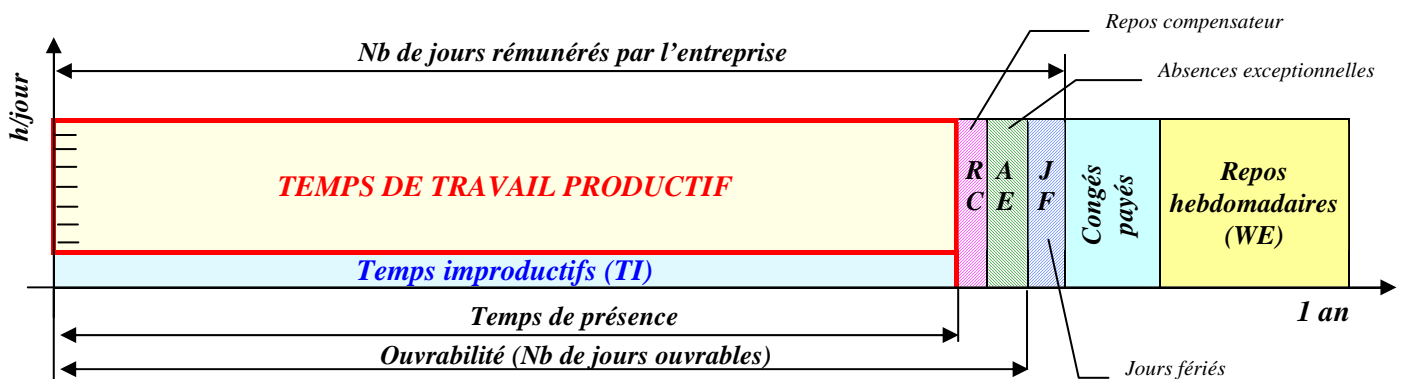 Repos compensateur
Nb de jours rémunérés par l’entreprise
Absences exceptionnelles
h/jour
TEMPS DE TRAVAIL PRODUCTIF
R
C
A
E
J
F
Congés
payés
Repos
hebdomadaires
(WE)
Temps improductifs (TI)
Temps de présence
1 an
Ouvrabilité (Nb de jours ouvrables)
Jours fériés